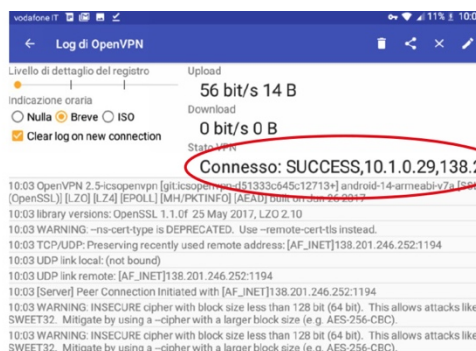 vodafone IT 11% 10:0
Log di OpenVPN
Livello di dettaglio del registro
Upload
56 bit/s 14 B
Indicazione oraria
Download
Nulla Breve ISO
0 bit/s 0 B
Clear log on new connection
Stato VPN
Connesso: SUCCESS,10.1.0.29,138.2
10:03 OpenVPN 2.5-icsopenvpn [git:icsopenvpn-d51333c645c12713+] android-14-armeabi-v7a [SSL
(OpenSSL)] [LZO] [LZ4] [EPOLL] [MH/PKTINFO] [AEAD] built on Jun 26 2017
10:03 library versions: OpenSSL 1.1.0f 25 May 2017, LZO 2.10
10:03 WARNING: --ns-cert-type is DEPRECATED. Use --remote-cert-tls instead.
10:03 TCP/UDP: Preserving recently used remote address: [AF_INET]138.201.246.252:1194
10:03 UDP link local: (not bound)
10:03 UDP link remote: [AF_INET]138.201.246.252:1194
10:03 [Server] Peer Connection Initiated with [AF_INET]138.201.246.252:1194
10:03 WARNING: INSECURE cipher with block size less than 128 bit (64 bit). This allows attacks like
SWEET32. Mitigate by using a --cipher with a larger block size (e.g. AES-256-CBC).
10:03 WARNING: INSECURE cipher with block size less than 128 bit (64 bit). This allows attacks like
SWEET32. Mitigate by using a --cipher with a larger block size (e.g. AES-256-CBC).